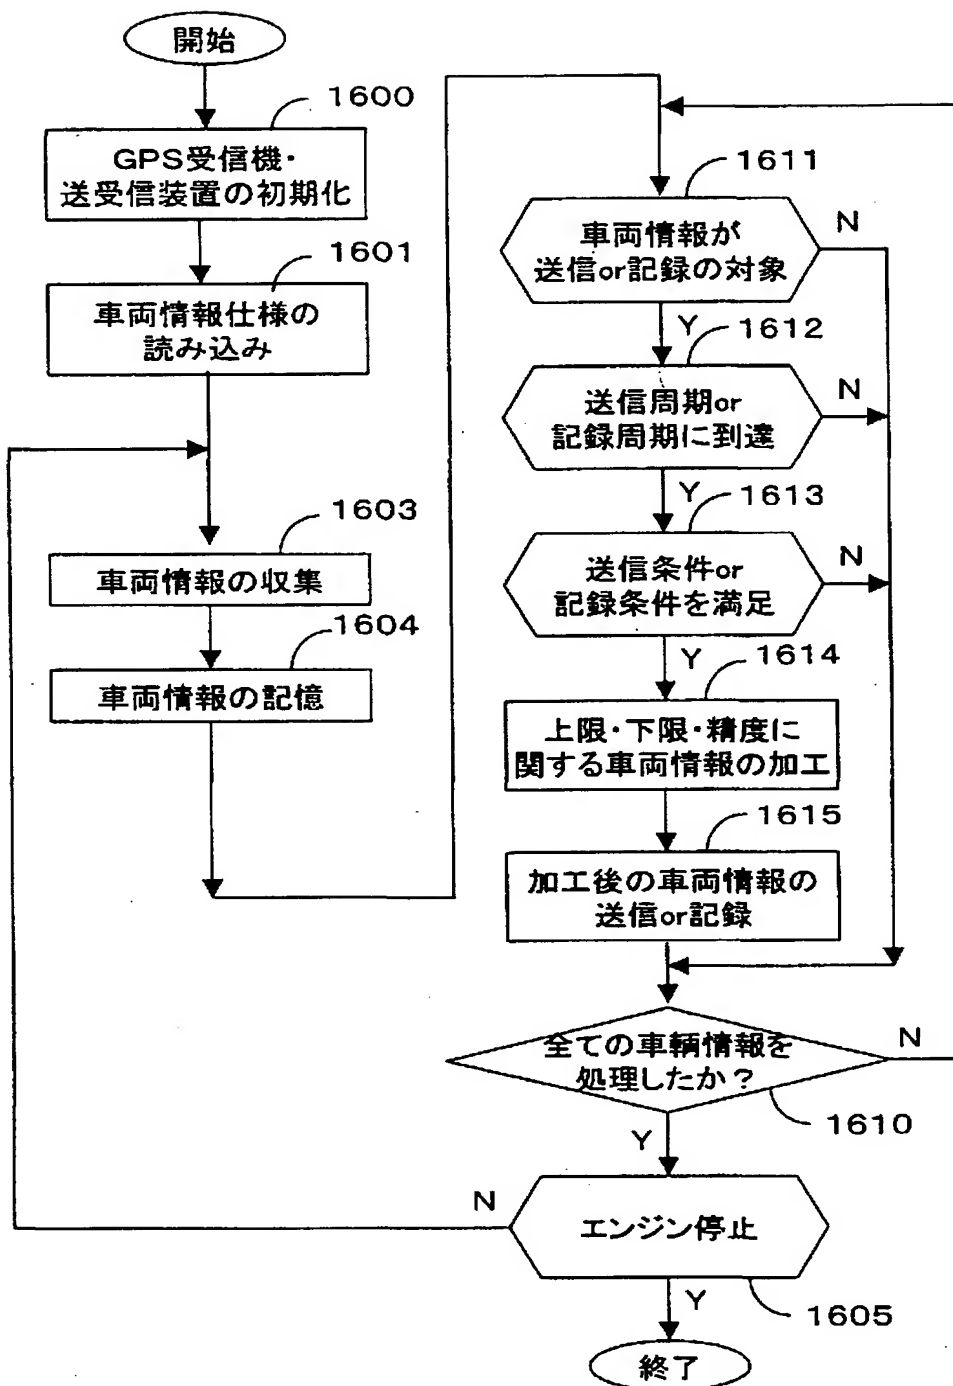 開始
1600
GPS受信機・
送受信装置の初期化
1601
車両情報仕様の
読み込み
1603
車両情報の収集
1604
車両情報の記憶
1611
車両情報が
送信or記録の対象
N
Y
1612
送信周期or
記録周期に到達
N
Y
1613
送信条件or
記録条件を満足
N
Y
1614
上限・下限・精度に
関する車両情報の加工
1615
加工後の車両情報の
送信or記録
全ての車輌情報を
処理したか？
N
1610
Y
N
エンジン停止
Y
1605
終了